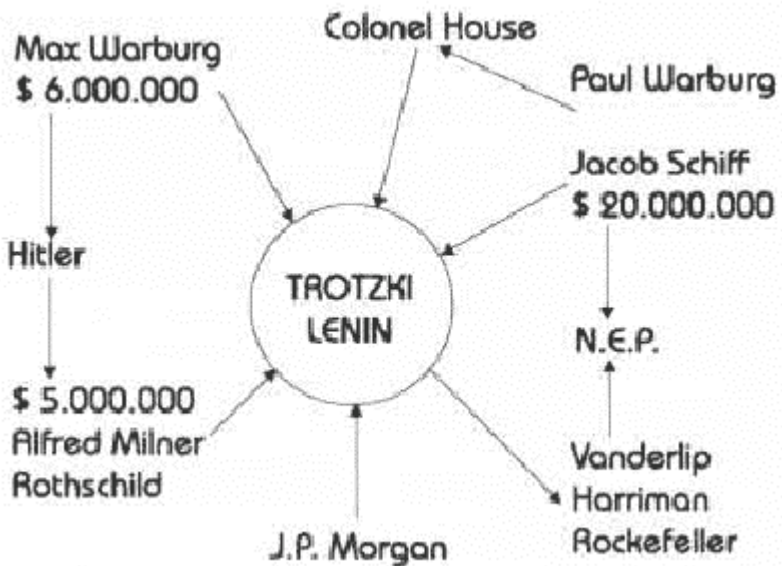 Colonel House
Max Warburg
$ 6.000.000
Paul Warburg
Jacob Schiff
$ 20.000.000
Hitler
TROTZKI
LENIN
N.E.P.
$ 5.000.000
Alfred Milner
Rothschild
Vanderlip
Harriman
Rockefeller
J.P. Morgan